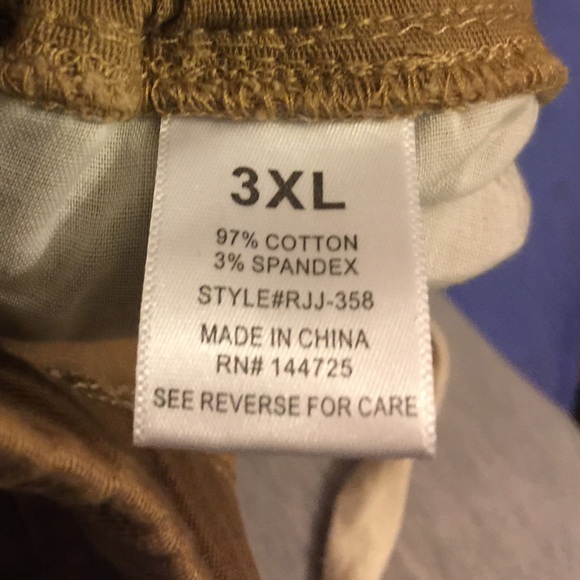 3XL
97% COTTON
3% SPANDEX
STYLE#RJJ-358
MADE IN CHINA
RN# 144725
SEE REVERSE FOR CARE